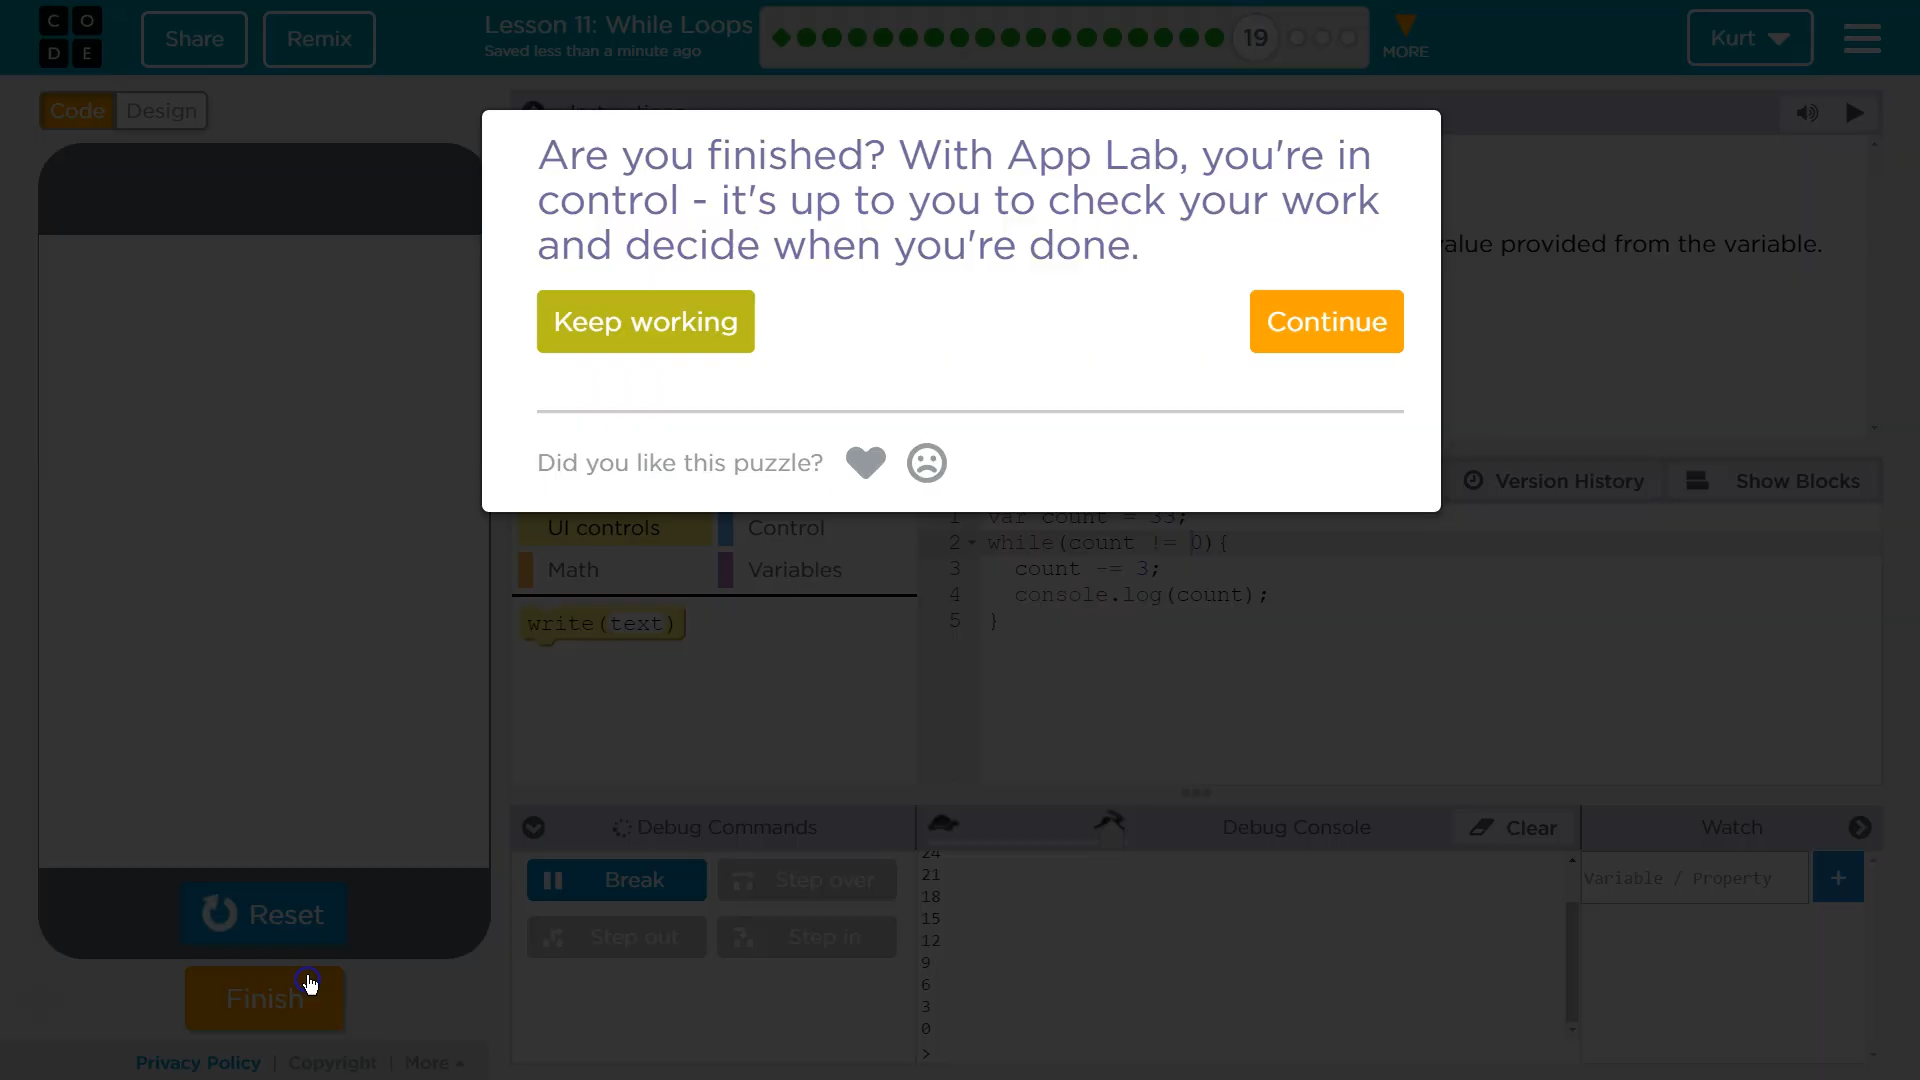 C O
D E
Share
Remix
Lesson 11: While Loops
Saved less than a minute ago
19
MORE
Kurt
Code
Design
Are you finished? With App Lab, you're in
control - it's up to you to check your work
and decide when you're done.
alue provided from the variable.
Keep working
Continue
Did you like this puzzle?
Version History
Show Blocks
UI controls
Control
Math
Variables
write(text)
1 var count = 33;
2 while(count != 0){
3 count -= 3;
4 console.log(count);
5 }
Debug Commands
Debug Console
Clear
Watch
Break
Step over
Step out
Step in
24
21
18
15
12
9
6
3
0
>
Variable / Property
+
Reset
Finish
Privacy Policy | Copyright | More